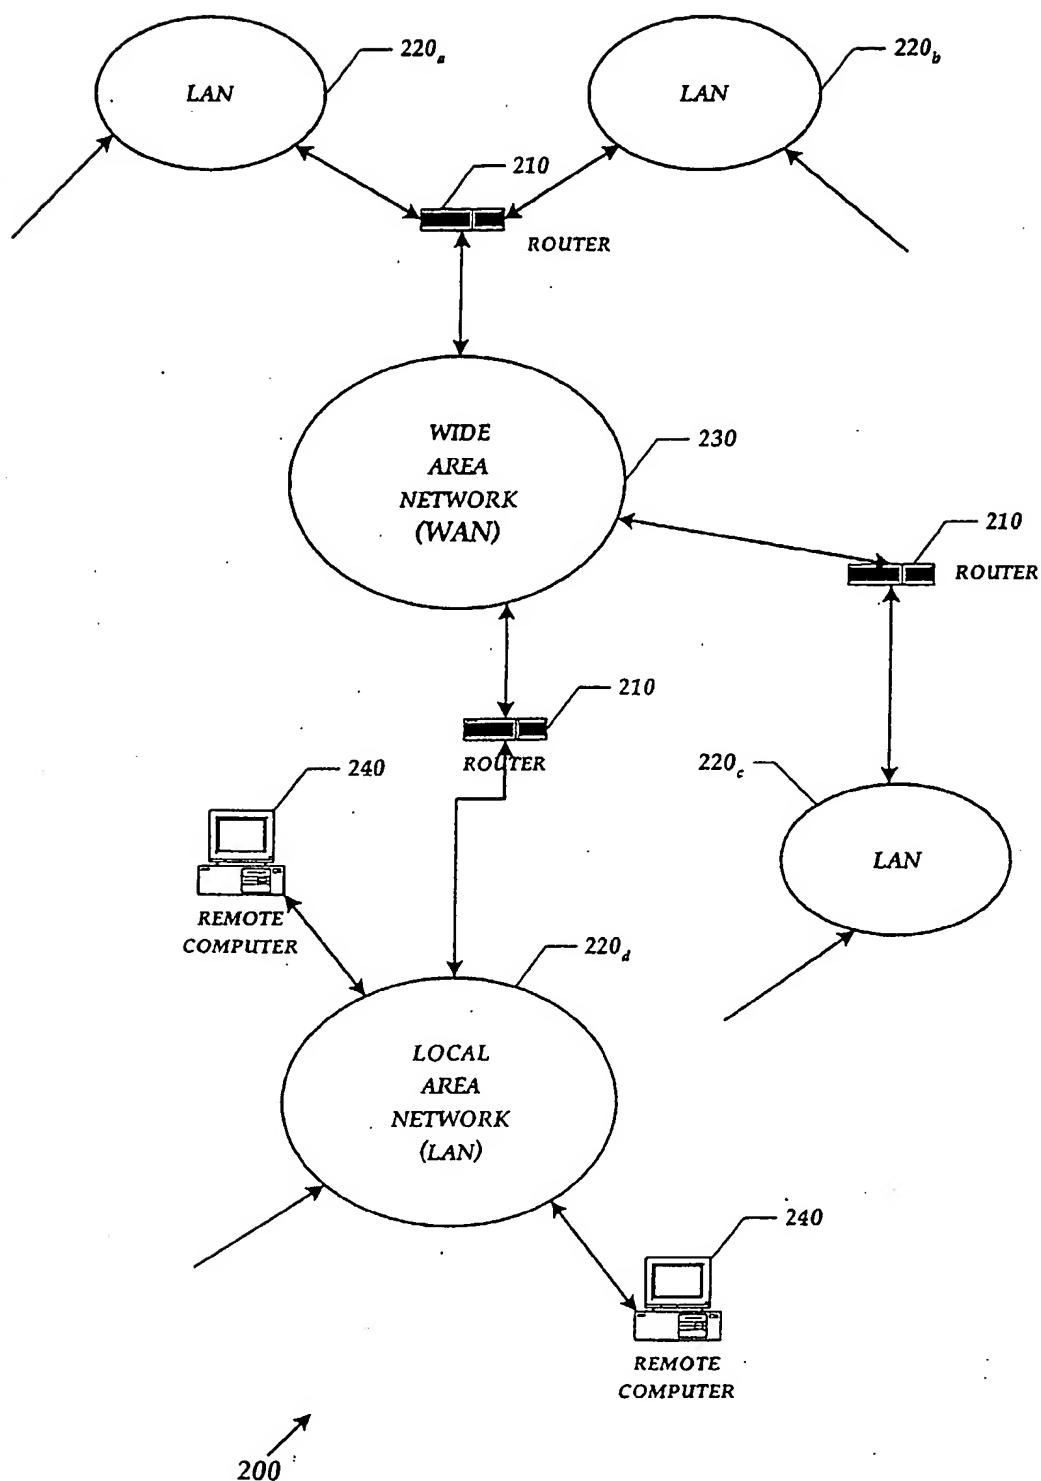 220a
220b
LAN
LAN
210
ROUTER
WIDE
AREA
NETWORK
(WAN)
230
210
ROUTER
210
ROUTER
240
220c
LAN
REMOTE
COMPUTER
220d
LOCAL
AREA
NETWORK
(LAN)
240
REMOTE
COMPUTER
200